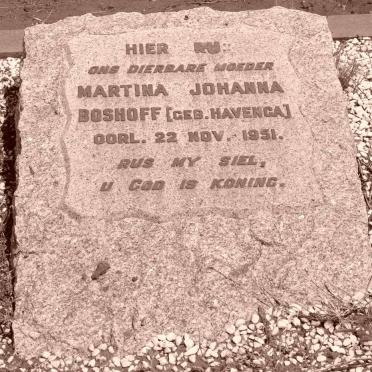 HIER RUS
ONS DIERBARE MOEDER
MARTINA JOHANNA
BOSHOFF [GEB. HAVENGA]
OORL. 22 NOV. 1951.
RUS MY SIEL,
U GOD IS KONING.